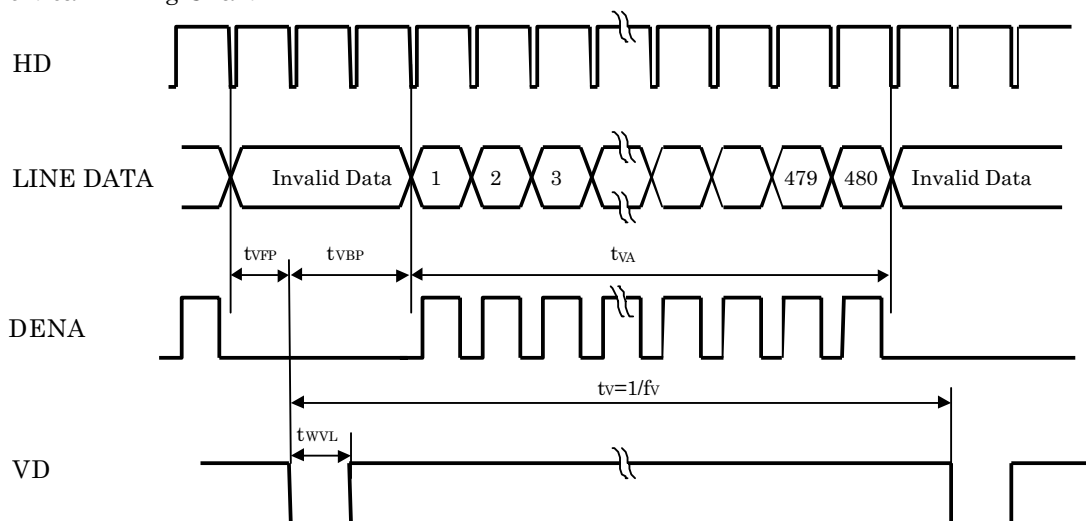 HD
LINE DATA
Invalid Data 1 2 3 479 480 Invalid Data
tVFP tVBP tVA
DENA
tV=1/fV
tWVL
VD